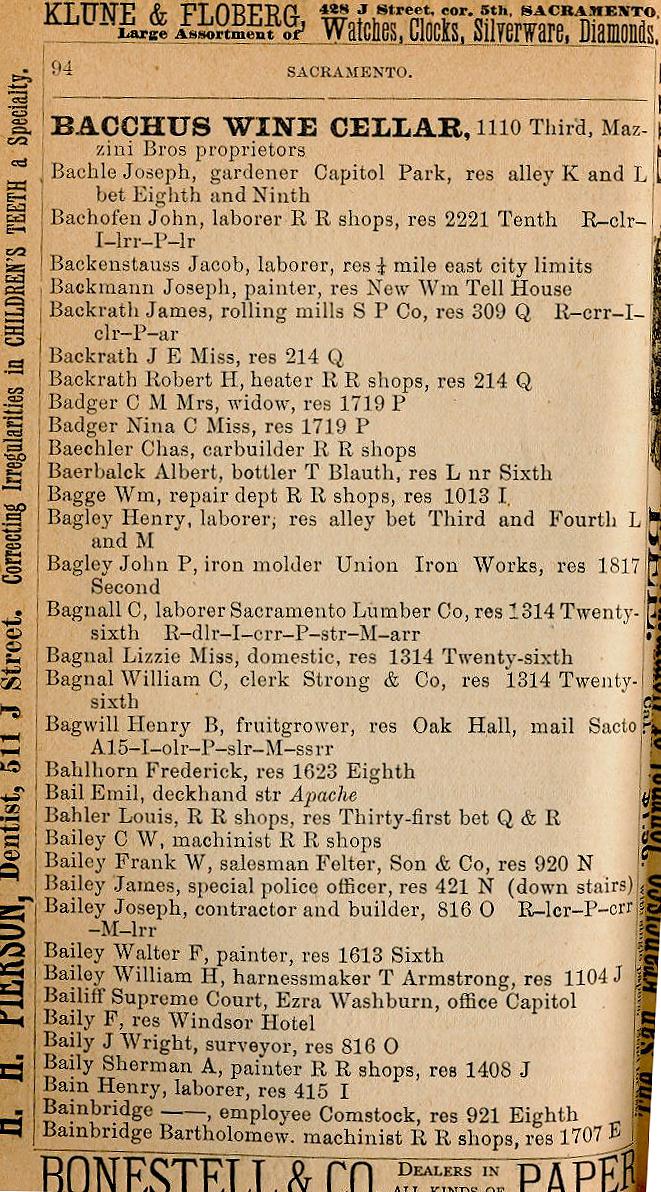 KLUNE & FLOBERG, 428 J Street, cor. 5th, SACRAMENTO,
Large Assortment of Watches, Clocks, Silverware, Diamonds,
94 SACRAMENTO.
BACCHUS WINE CELLAR, 1110 Third, Maz-
zini Bros proprietors
Bachle Joseph, gardener Capitol Park, res alley K and L
bet Eighth and Ninth
Bachofen John, laborer R R shops, res 2221 Tenth R–clr–
I–lrr–P–lr
Backenstauss Jacob, laborer, res ¼ mile east city limits
Backmann Joseph, painter, res New Wm Tell House
Backrath James, rolling mills S P Co, res 309 Q R–crr–I–
clr–P–ar
Backrath J E Miss, res 214 Q
Backrath Robert H, heater R R shops, res 214 Q
Badger C M Mrs, widow, res 1719 P
Badger Nina C Miss, res 1719 P
Baechler Chas, carbuilder R R shops
Baerbalck Albert, bottler T Blauth, res L nr Sixth
Bagge Wm, repair dept R R shops, res 1013 I
Bagley Henry, laborer, res alley bet Third and Fourth L
and M
Bagley John P, iron molder Union Iron Works, res 1817
Second
Bagnall C, laborer Sacramento Lumber Co, res 1314 Twenty-
sixth R–dlr–I–crr–P–str–M–arr
Bagnal Lizzie Miss, domestic, res 1314 Twenty-sixth
Bagnal William C, clerk Strong & Co, res 1314 Twenty-
sixth
Bagwill Henry B, fruitgrower, res Oak Hall, mail Sacto
A15–I–olr–P–slr–M–ssrr
Bahlhorn Frederick, res 1623 Eighth
Bail Emil, deckhand str Apache
Bahler Louis, R R shops, res Thirty-first bet Q & R
Bailey C W, machinist R R shops
Bailey Frank W, salesman Felter, Son & Co, res 920 N
Bailey James, special police officer, res 421 N (down stairs)
Bailey Joseph, contractor and builder, 816 O R–lcr–P–crr
–M–lrr
Bailey Walter F, painter, res 1613 Sixth
Bailey William H, harnessmaker T Armstrong, res 1104 J
Bailiff Supreme Court, Ezra Washburn, office Capitol
Baily F, res Windsor Hotel
Baily J Wright, surveyor, res 816 O
Baily Sherman A, painter R R shops, res 1408 J
Bain Henry, laborer, res 415 I
Bainbridge ——, employee Comstock, res 921 Eighth
Bainbridge Bartholomew. machinist R R shops, res 1707 E
BONESTELL & CO. DEALERS IN PAPER
ALL KINDS OF
H. H. PIERSON, Dentist, 511 J Street. Correcting Irregularities in CHILDREN'S TEETH a Specialty.